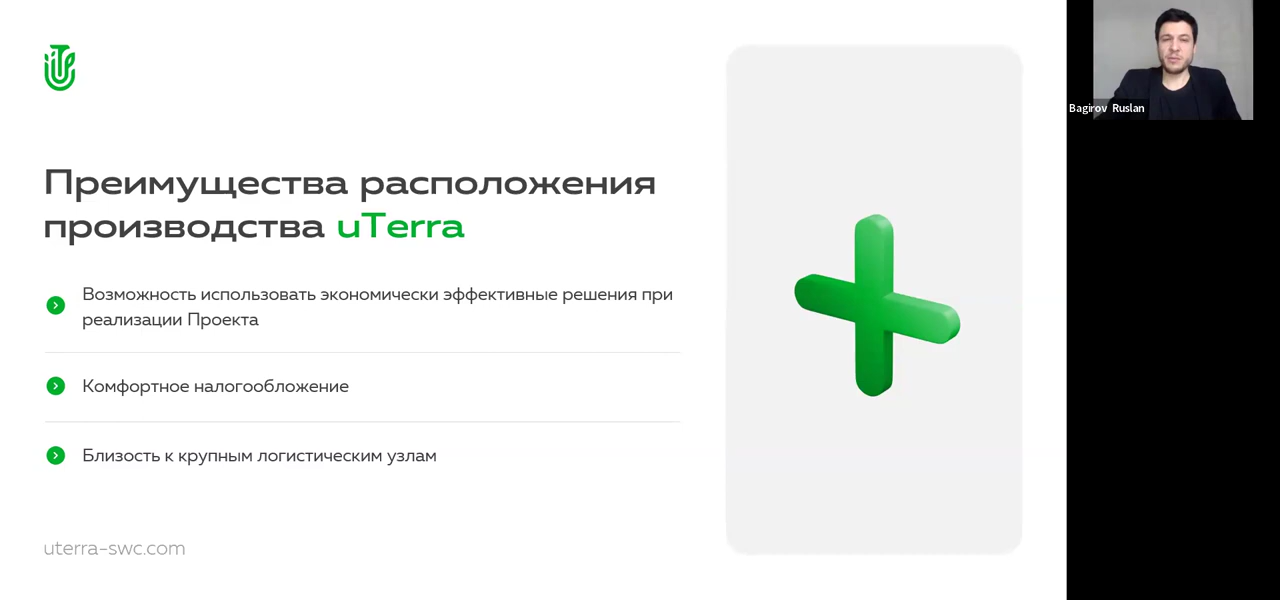 Преимущества расположения
производства uTerra
Возможность использовать экономически эффективные решения при
реализации Проекта
Комфортное налогообложение
Близость к крупным логистическим узлам
uterra-swc.com
Bagirov Ruslan